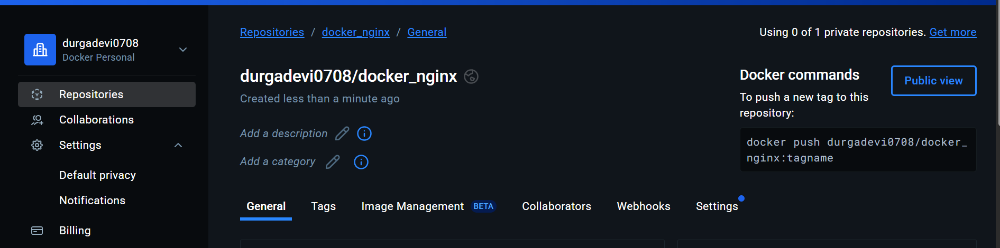 durgadevi0708
Docker Personal
Repositories
Collaborations
Settings
Default privacy
Notifications
Billing
Repositories / docker_nginx / General
Using 0 of 1 private repositories. Get more
durgadevi0708/docker_nginx
Created less than a minute ago
Add a description
Add a category
Docker commands
Public view
To push a new tag to this
repository:
docker push durgadevi0708/docker_
nginx:tagname
General Tags Image Management BETA Collaborators Webhooks Settings